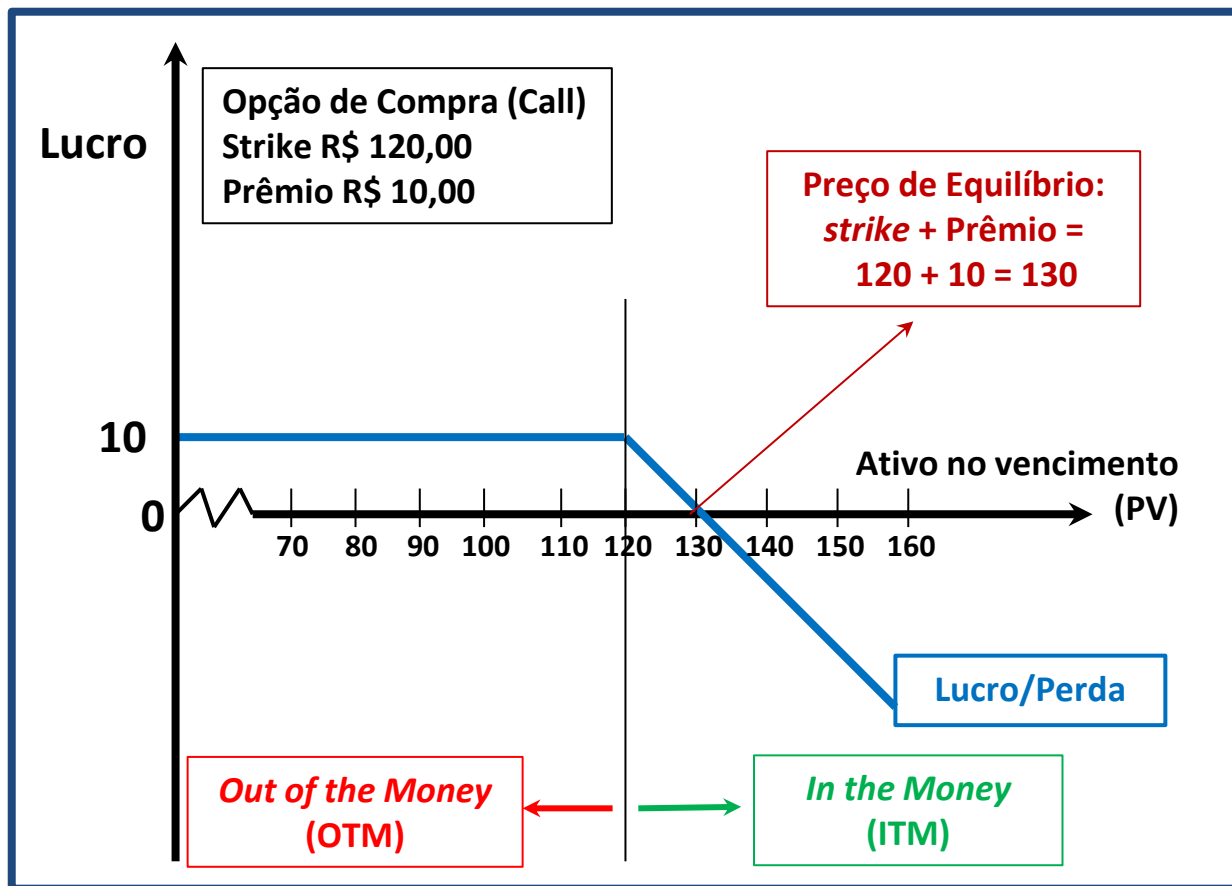 Opção de Compra (Call)
Strike R$ 120,00
Prêmio R$ 10,00
Lucro
Preço de Equilíbrio:
strike + Prêmio =
120 + 10 = 130
10
Ativo no vencimento
(PV)
0
70 80 90 100 110 120 130 140 150 160
Lucro/Perda
Out of the Money
(OTM)
In the Money
(ITM)